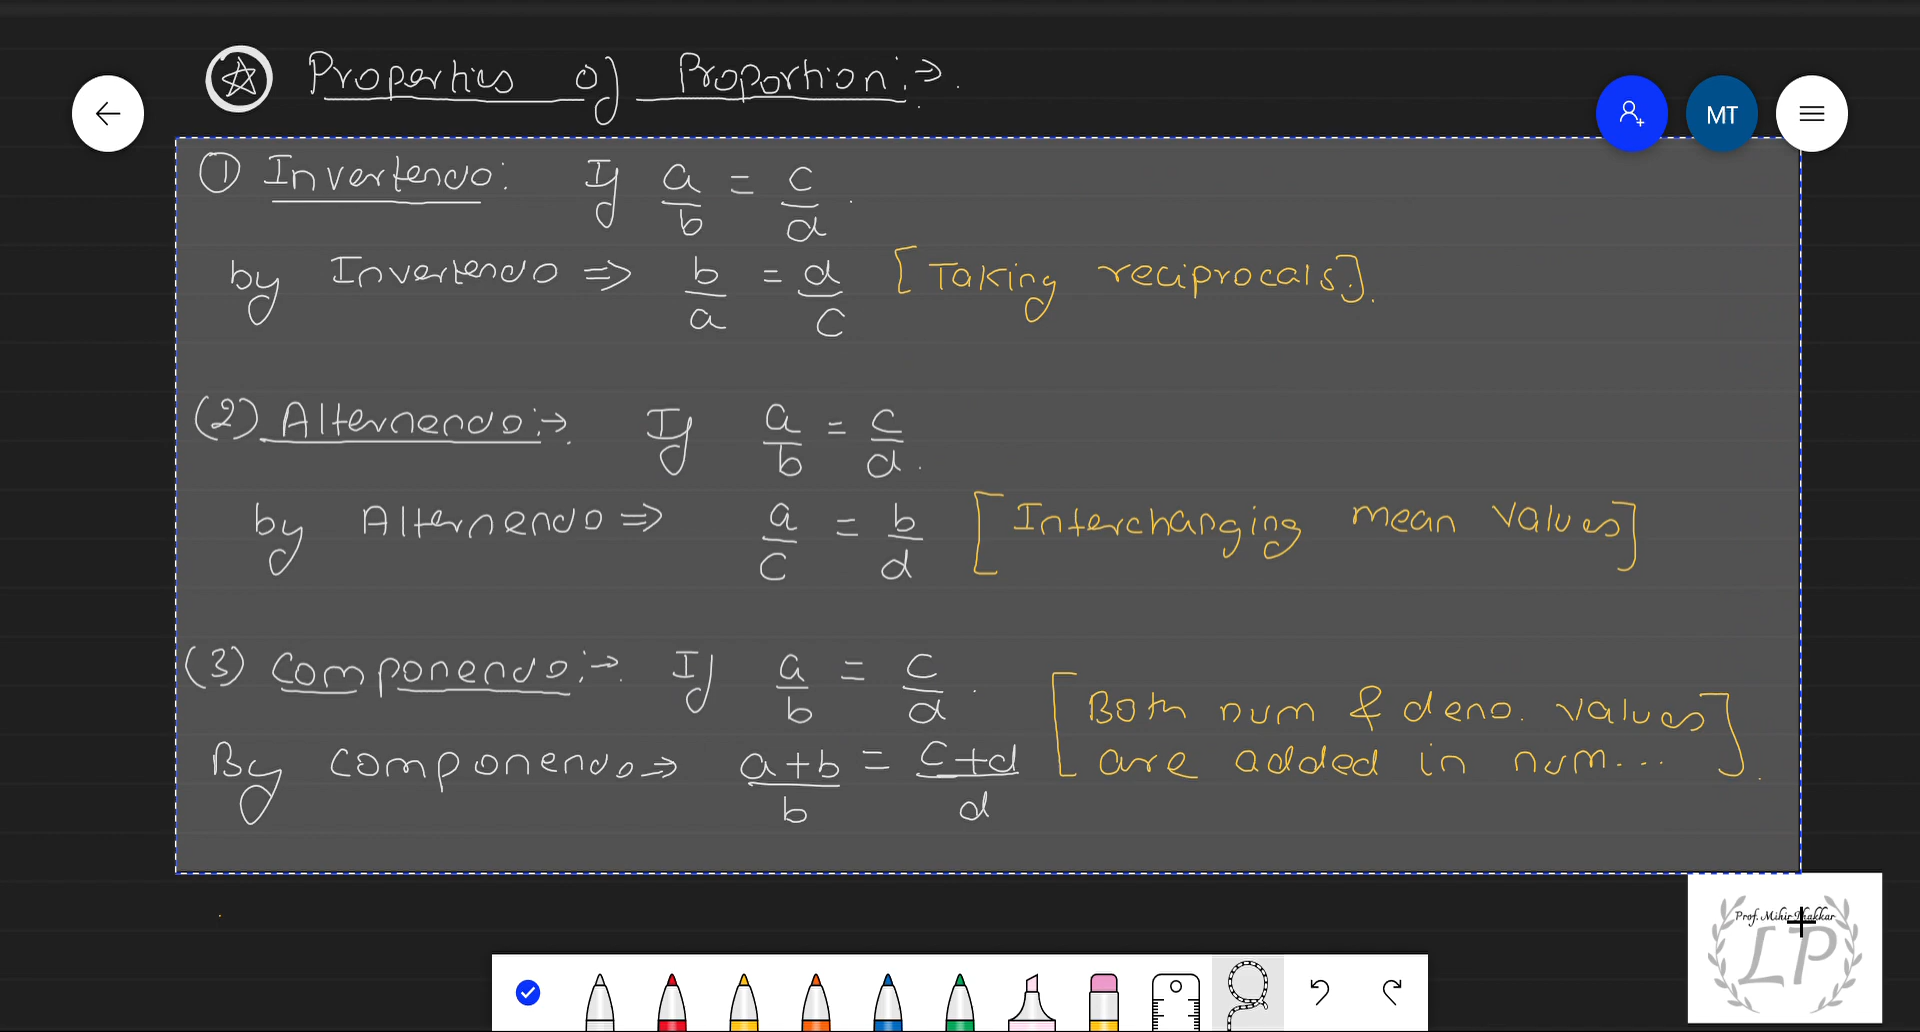 Properties of Proportion:→.
① Invertendo: If a/b = c/d.
by Invertendo ⇒ b/a = d/c [Taking reciprocals.].
(2) Alternendo:→. If a/b = c/d.
by Alternendo ⇒ a/c = b/d [Interchanging mean values]
(3) Componendo:→. If a/b = c/d.
[Both num & deno. values
By componendo ⇒ (a+b)/b = (c+d)/d are added in num...].
MT
Prof. Mihir Thakkar
LP